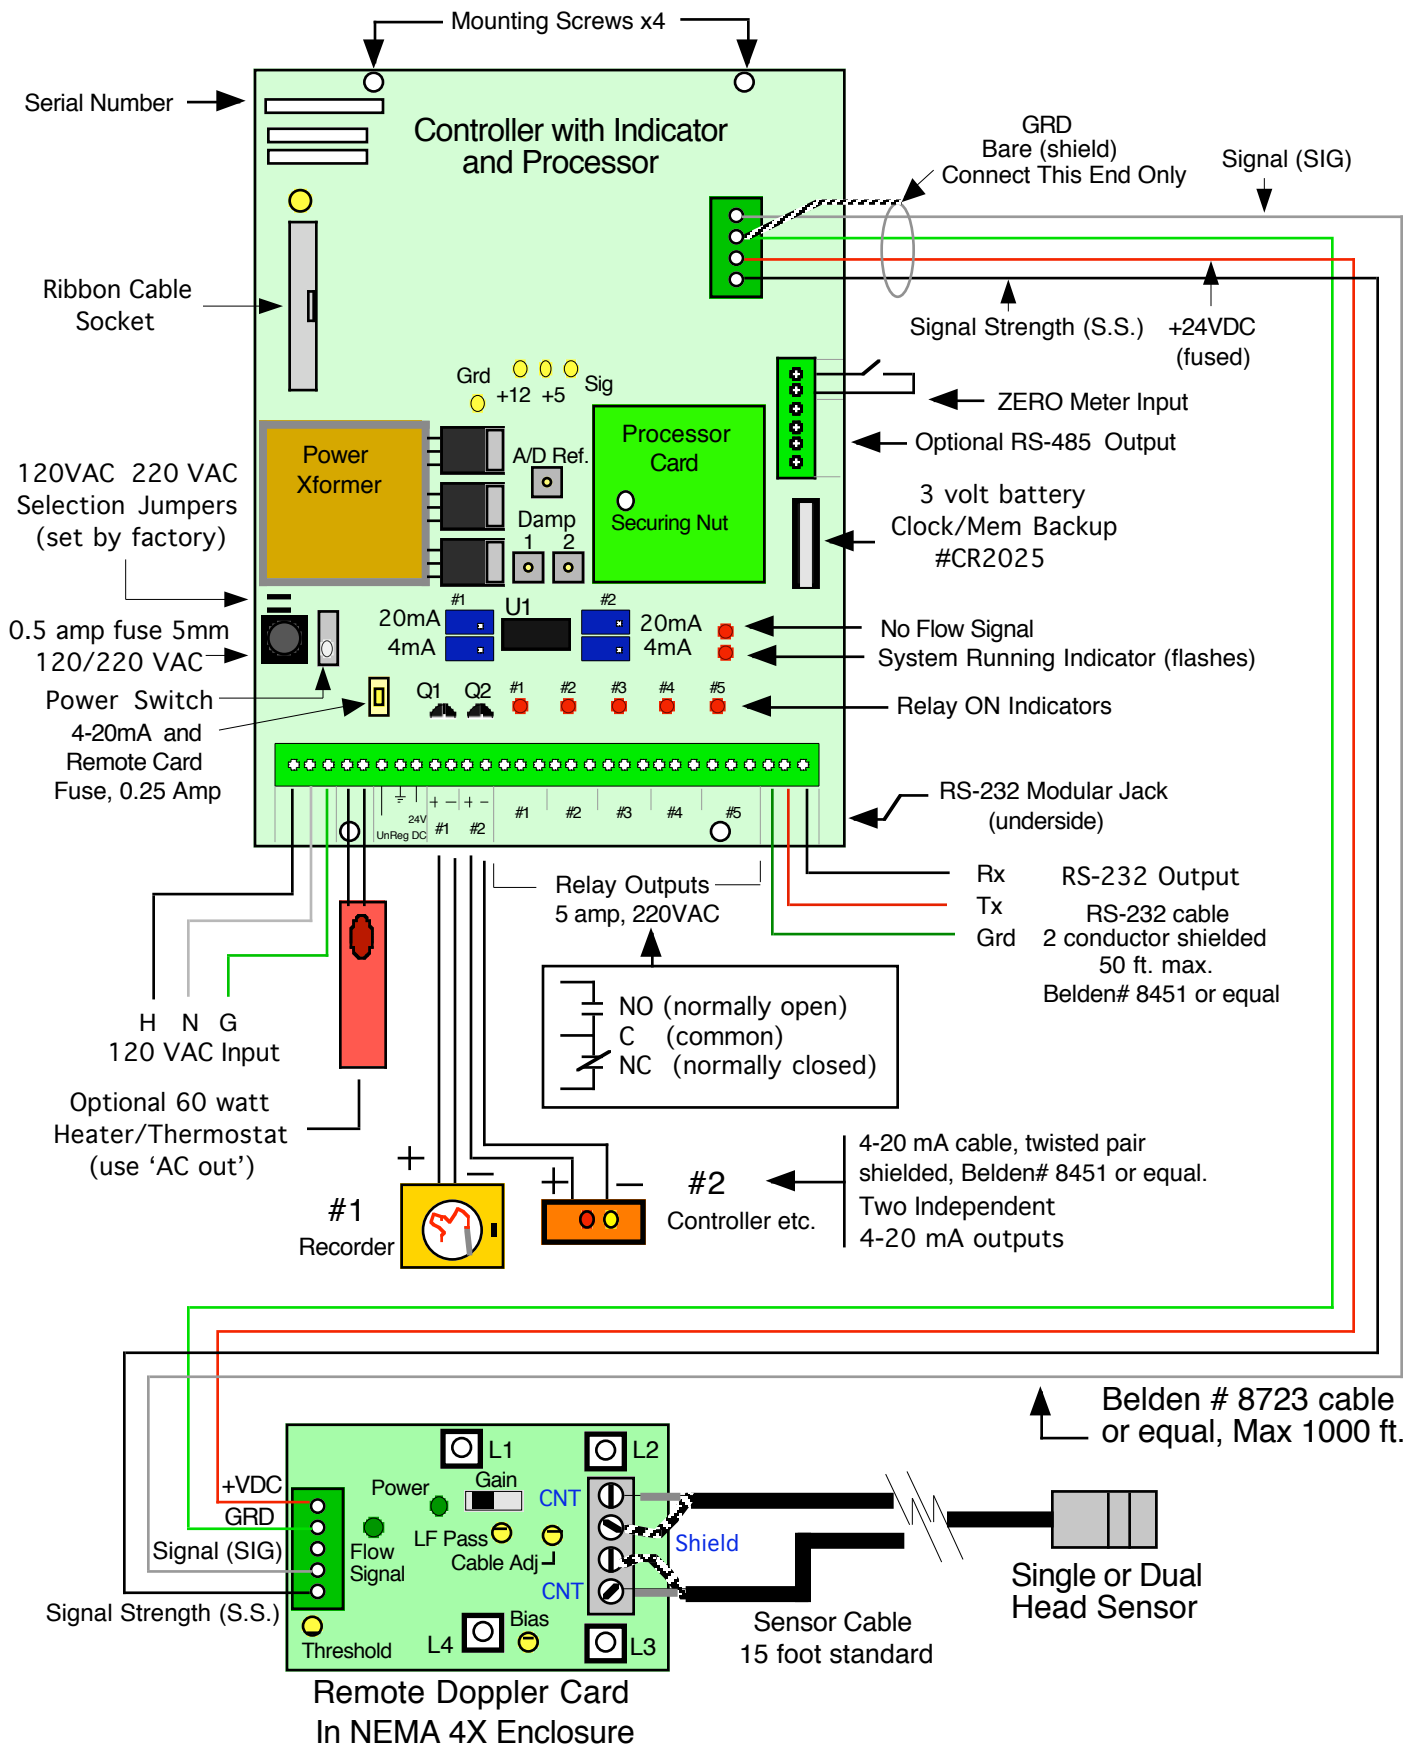 Mounting Screws x4
Serial Number
Controller with Indicator
and Processor
GRD
Bare (shield)
Connect This End Only
Signal (SIG)
Ribbon Cable
Socket
Signal Strength (S.S.)
+24VDC
(fused)
Grd
+12
+5
Sig
ZERO Meter Input
Optional RS-485 Output
Power
Xformer
A/D Ref.
Processor
Card
Securing Nut
Damp
1
2
120VAC 220 VAC
Selection Jumpers
(set by factory)
3 volt battery
Clock/Mem Backup
#CR2025
0.5 amp fuse 5mm
120/220 VAC
#1
20mA
4mA
U1
#2
20mA
4mA
No Flow Signal
System Running Indicator (flashes)
Power Switch
4-20mA and
Remote Card
Fuse, 0.25 Amp
Q1
Q2
#1
#2
#3
#4
#5
Relay ON Indicators
24V
UnReg DC
+ − + −
#1
#2
#1
#2
#3
#4
#5
RS-232 Modular Jack
(underside)
Relay Outputs
5 amp, 220VAC
Rx
Tx
Grd
RS-232 Output
RS-232 cable
2 conductor shielded
50 ft. max.
Belden# 8451 or equal
H N G
120 VAC Input
NO (normally open)
C (common)
NC (normally closed)
Optional 60 watt
Heater/Thermostat
(use ‘AC out’)
+ −
#1
Recorder
+ −
#2
Controller etc.
4-20 mA cable, twisted pair
shielded, Belden# 8451 or equal.
Two Independent
4-20 mA outputs
Belden # 8723 cable
or equal, Max 1000 ft.
+VDC
GRD
Signal (SIG)
Signal Strength (S.S.)
Power
Flow
Signal
Threshold
L1
Gain
LF Pass
Cable Adj
L2
CNT
Shield
CNT
L4
Bias
L3
Sensor Cable
15 foot standard
Single or Dual
Head Sensor
Remote Doppler Card
In NEMA 4X Enclosure